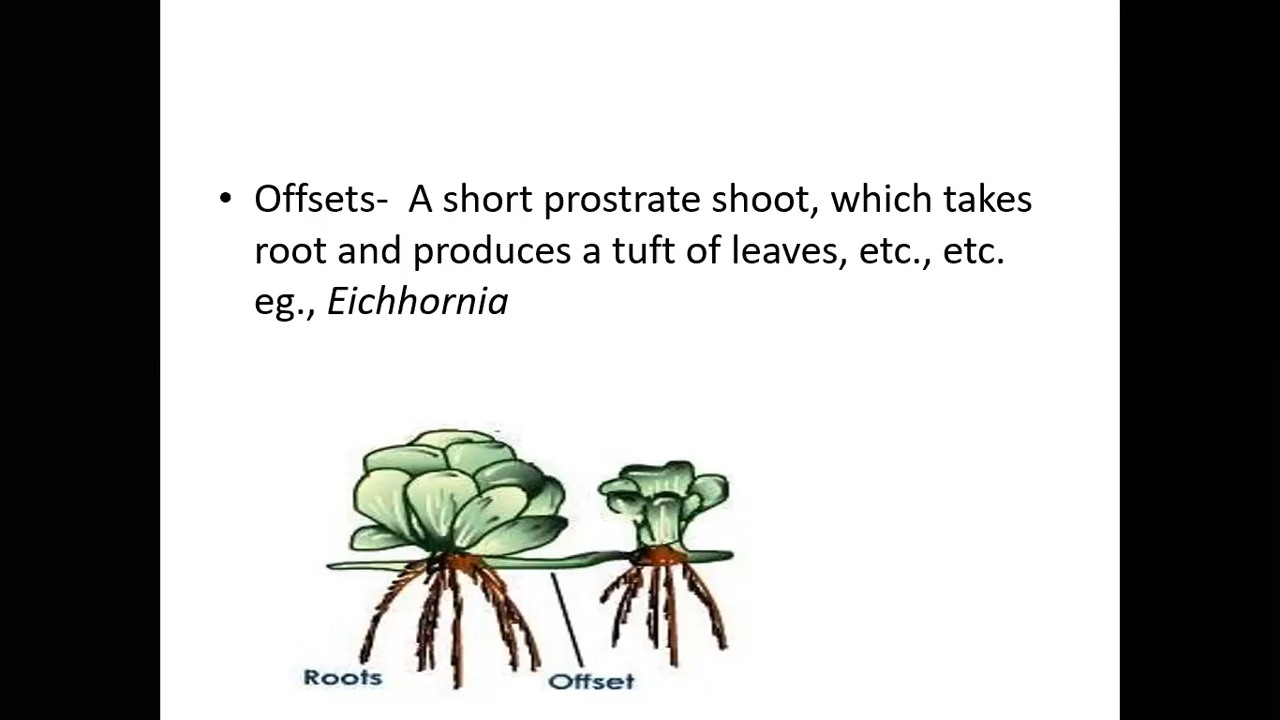 • Offsets- A short prostrate shoot, which takes
root and produces a tuft of leaves, etc., etc.
eg., Eichhornia
Roots
Offset